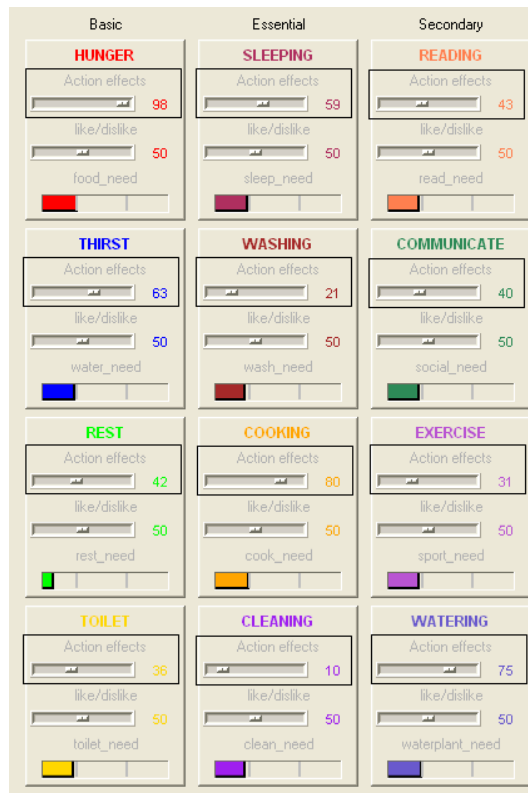 Basic Essential Secondary
HUNGER SLEEPING READING
Action effects Action effects Action effects
98 59 43
like/dislike like/dislike like/dislike
50 50 50
food_need sleep_need read_need
THIRST WASHING COMMUNICATE
Action effects Action effects Action effects
63 21 40
like/dislike like/dislike like/dislike
50 50 50
water_need wash_need social_need
REST COOKING EXERCISE
Action effects Action effects Action effects
42 80 31
like/dislike like/dislike like/dislike
50 50 50
rest_need cook_need sport_need
TOILET CLEANING WATERING
Action effects Action effects Action effects
36 10 75
like/dislike like/dislike like/dislike
50 50 50
toilet_need clean_need waterplant_need